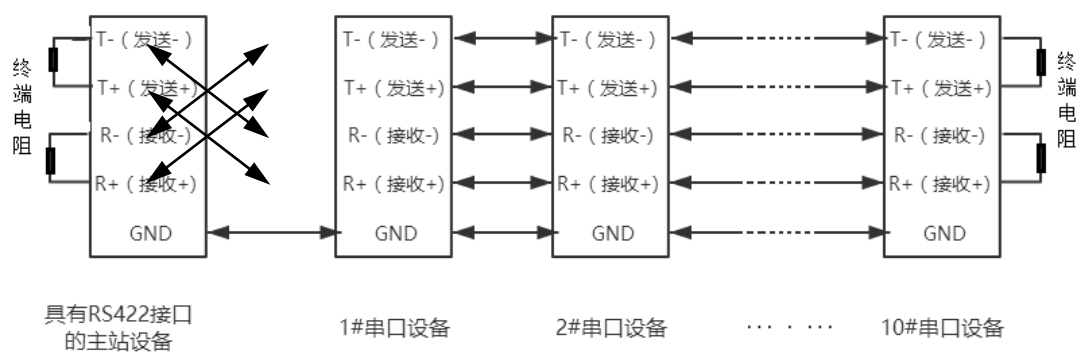 终端电阻
T-(发送-)
T+(发送+)
R-(接收-)
R+(接收+)
GND
T-(发送-)
T+(发送+)
R-(接收-)
R+(接收+)
GND
T-(发送-)
T+(发送+)
R-(接收-)
R+(接收+)
GND
T-(发送-)
T+(发送+)
R-(接收-)
R+(接收+)
GND
终端电阻
具有RS422接口
的主站设备
1#串口设备
2#串口设备
... ...
10#串口设备